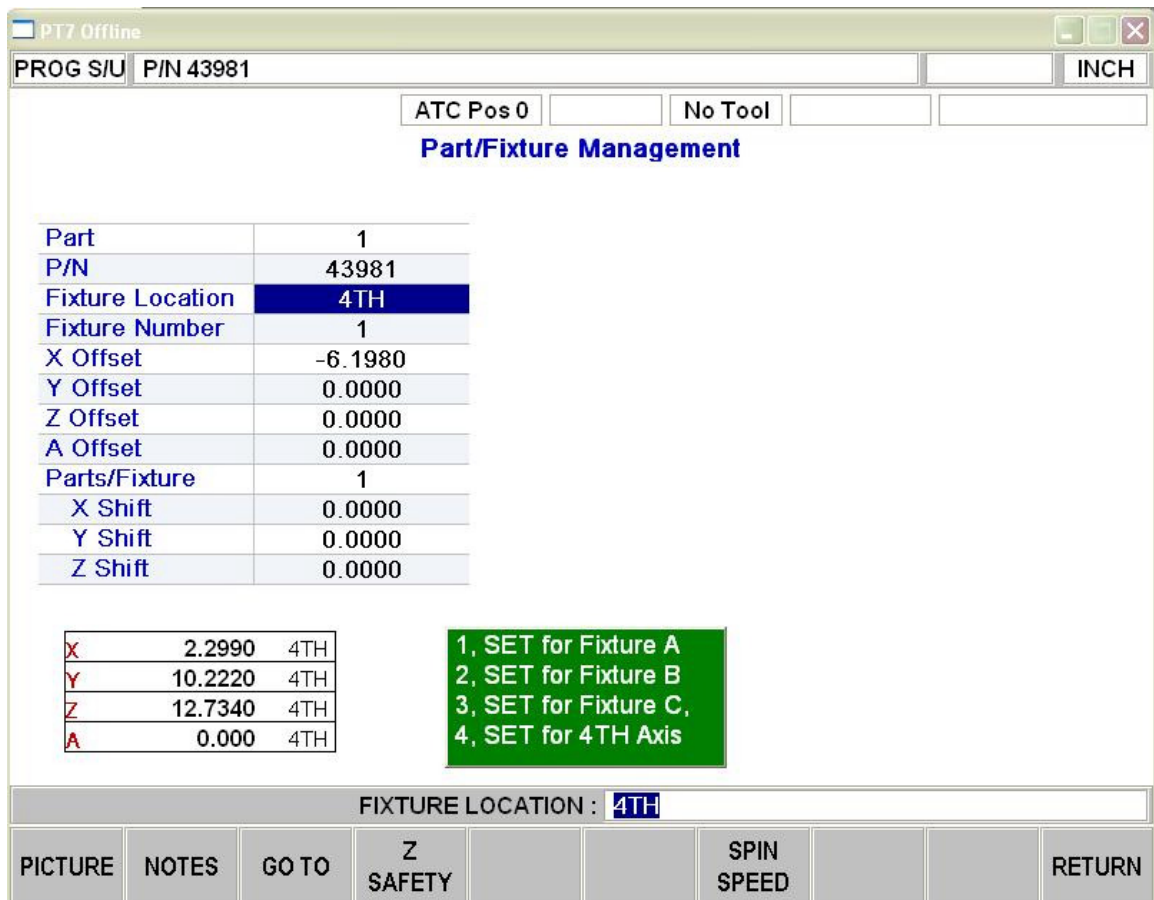 PT7 Offline
PROG S/U P/N 43981 INCH
ATC Pos 0 No Tool
Part/Fixture Management
Part 1
P/N 43981
Fixture Location 4TH
Fixture Number 1
X Offset -6.1980
Y Offset 0.0000
Z Offset 0.0000
A Offset 0.0000
Parts/Fixture 1
X Shift 0.0000
Y Shift 0.0000
Z Shift 0.0000
X 2.2990 4TH
Y 10.2220 4TH
Z 12.7340 4TH
A 0.000 4TH
1, SET for Fixture A
2, SET for Fixture B
3, SET for Fixture C,
4, SET for 4TH Axis
FIXTURE LOCATION : 4TH
PICTURE NOTES GO TO Z SAFETY SPIN SPEED RETURN